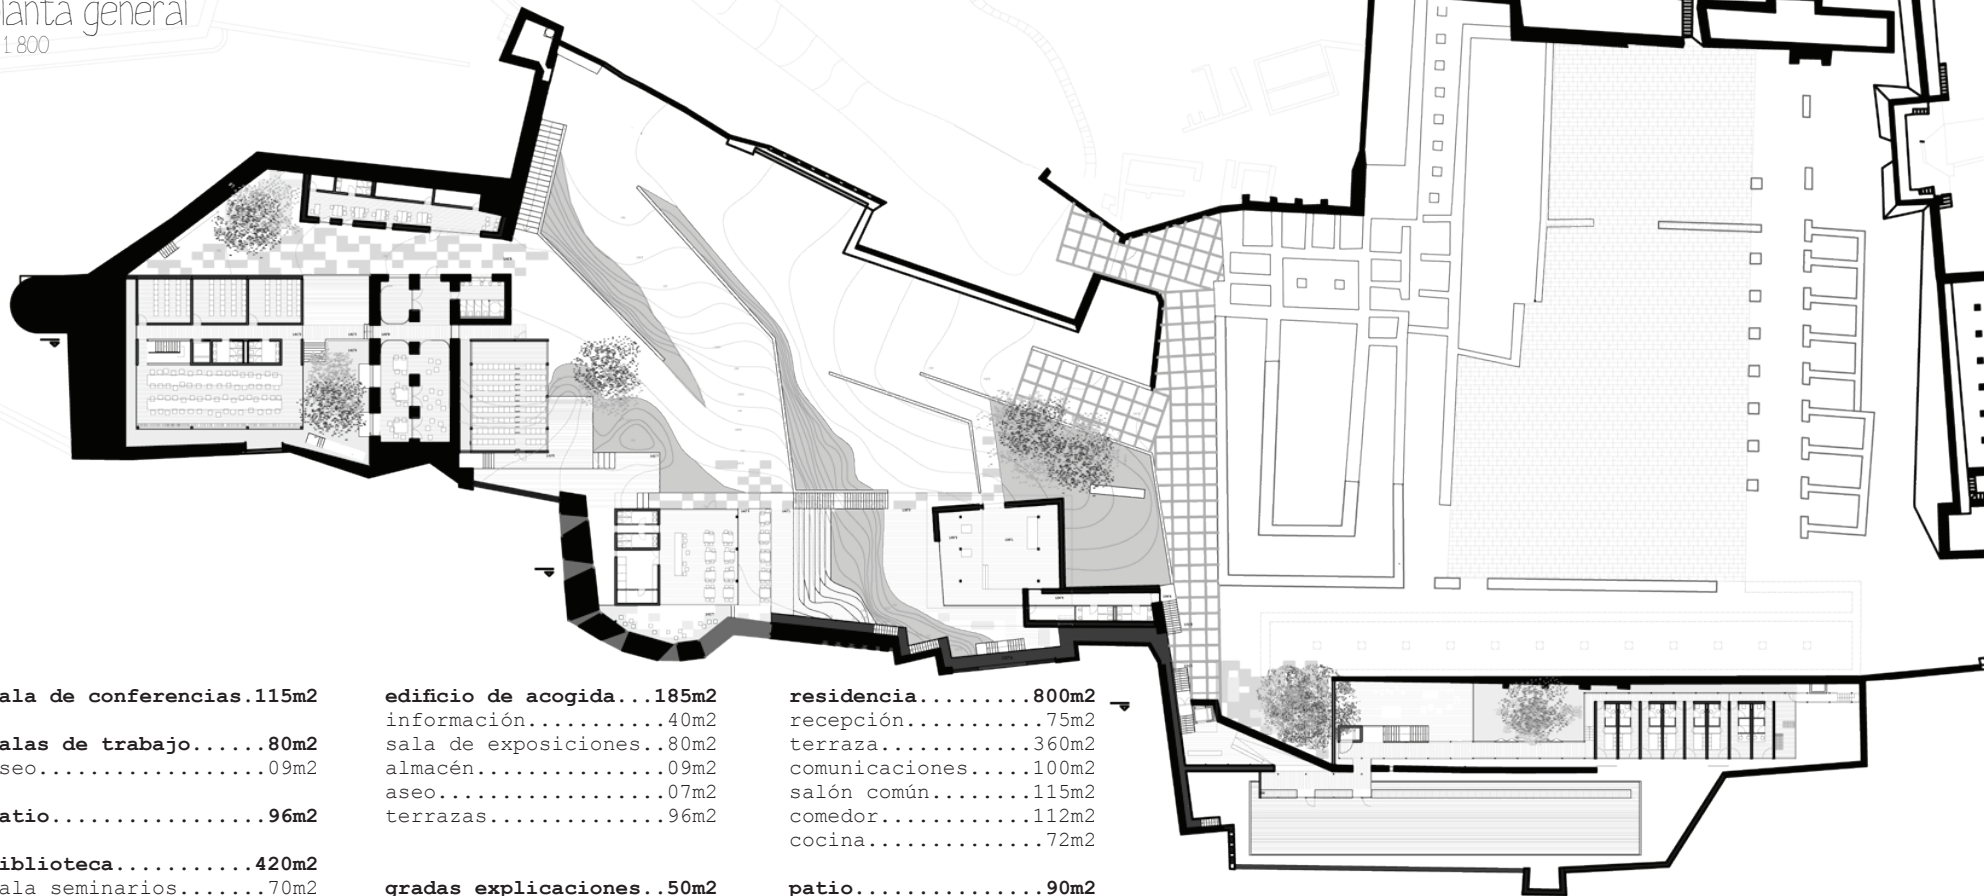 lanta general
1 800
ala de conferencias.115m2
alas de trabajo......80m2
seo..................09m2
atio.................96m2
iblioteca...........420m2
ala seminarios.......70m2
edificio de acogida...185m2
información...........40m2
sala de exposiciones..80m2
almacén...............09m2
aseo..................07m2
terrazas..............96m2
gradas explicaciones..50m2
residencia.........800m2
recepción...........75m2
terraza............360m2
comunicaciones.....100m2
salón común........115m2
comedor............112m2
cocina..............72m2
patio...............90m2